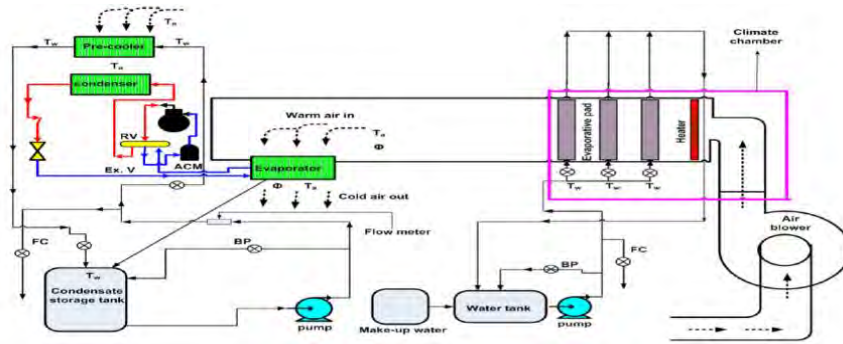 Tₐ
Tw
Pre-cooler
Tw
Tₐ
condenser
RV
Ex. V
ACM
Warm air in
Tₐ
Φ
Evaporator
Φ
Tₐ
Cold air out
Flow meter
FC
BP
Tw
Condensate
storage tank
pump
Climate
chamber
Evaporative pad
Heater
Tw
Tw
Tw
BP
FC
Make-up water
Water tank
pump
Air
blower